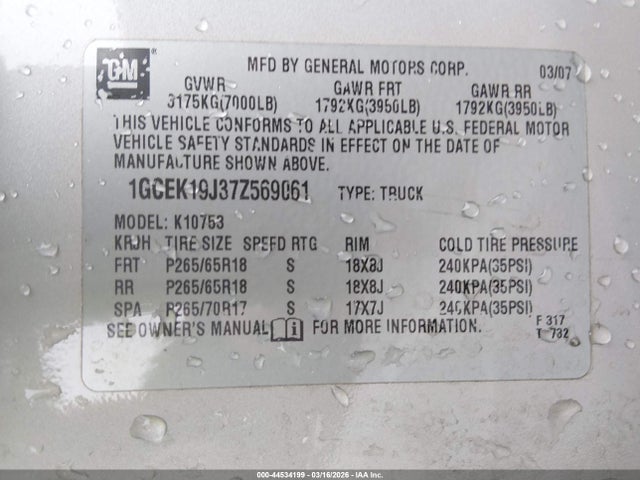 GM
MFD BY GENERAL MOTORS CORP. 03/07
GVWR GAWR FRT GAWR RR
3175KG(7000LB) 1792KG(3950LB) 1792KG(3950LB)
THIS VEHICLE CONFORMS TO ALL APPLICABLE U.S. FEDERAL MOTOR
VEHICLE SAFETY STANDARDS IN EFFECT ON THE DATE OF
MANUFACTURE SHOWN ABOVE.
1GCEK19J37Z569061 TYPE: TRUCK
MODEL: K10753
KRJH TIRE SIZE SPEED RTG RIM COLD TIRE PRESSURE
FRT P265/65R18 S 18X8J 240KPA(35PSI)
RR P265/65R18 S 18X8J 240KPA(35PSI)
SPA P265/70R17 S 17X7J 240KPA(35PSI)
SEE OWNER'S MANUAL i FOR MORE INFORMATION.
F 317
T 732
000-44534199 | 03/16/2026 - IAA Inc.